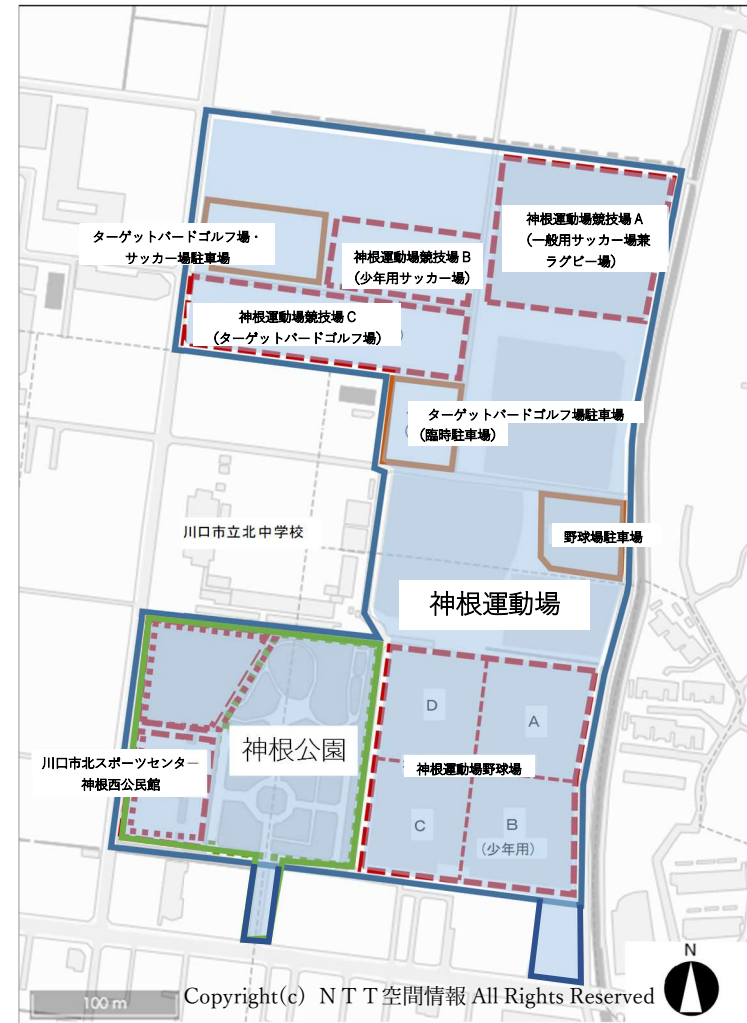 神根運動場競技場A
(一般用サッカー場兼
ラグビー場)
ターゲットバードゴルフ場・
サッカー場駐車場
神根運動場競技場B
(少年用サッカー場)
神根運動場競技場C
(ターゲットバードゴルフ場)
ターゲットバードゴルフ場駐車場
(臨時駐車場)
川口市立北中学校
野球場駐車場
神根運動場
D
A
神根公園
川口市北スポーツセンター
神根西公民館
神根運動場野球場
C
B
(少年用)
N
100 m
Copyright(c) NTT空間情報 All Rights Reserved